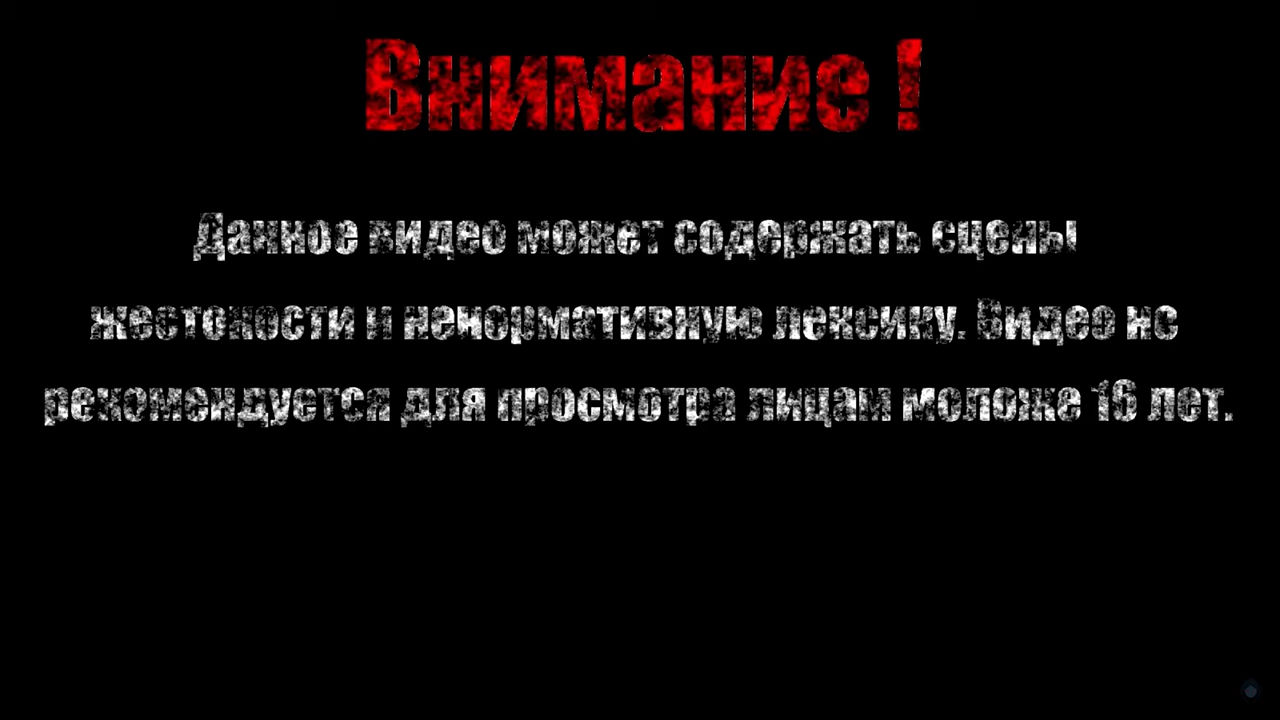 Внимание !
Данное видео может содержать сцены
жестокости и ненормативную лексику. Видео не
рекомендуется для просмотра лицам моложе 16 лет.